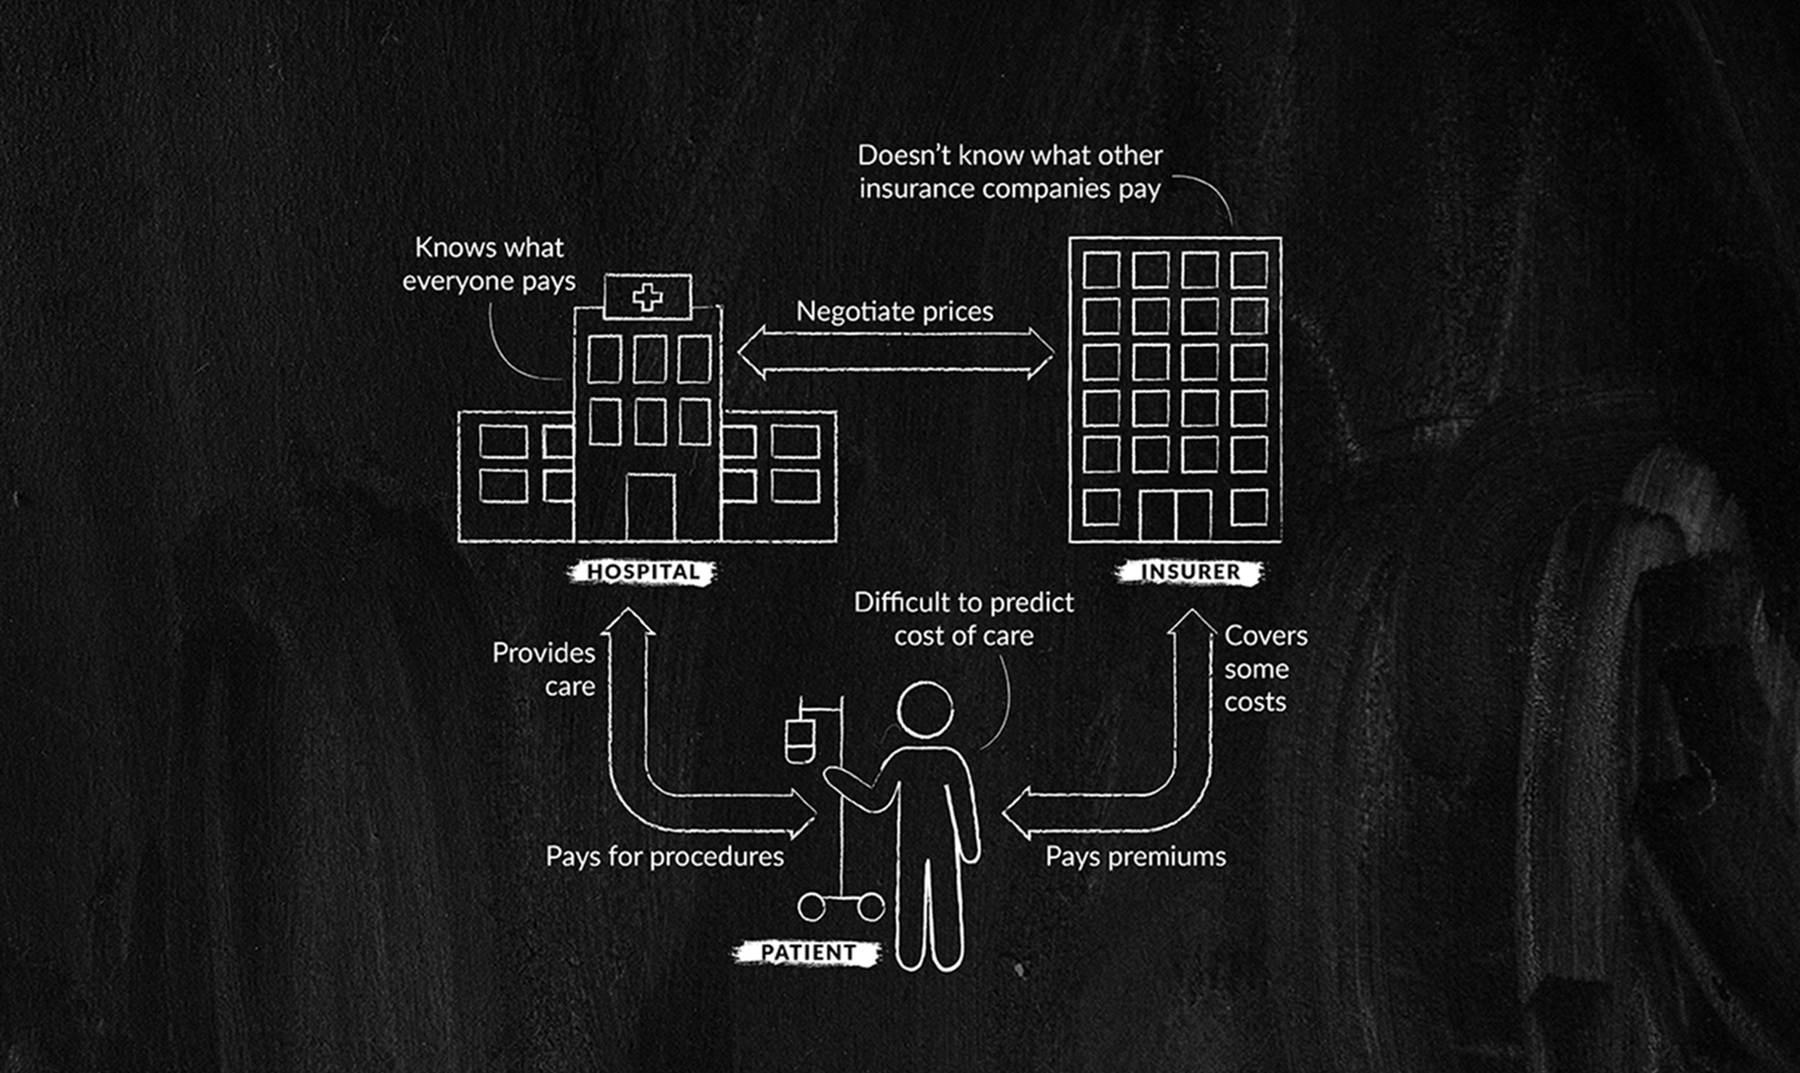 Doesn't know what other
insurance companies pay
Knows what
everyone pays
Negotiate prices
HOSPITAL
INSURER
Difficult to predict
cost of care
Provides
care
Covers
some
costs
Pays for procedures
Pays premiums
PATIENT